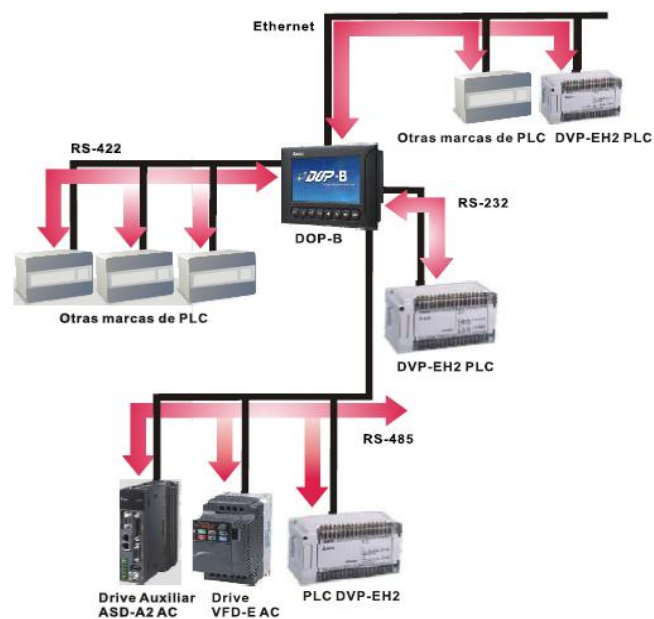 Ethernet
Otras marcas de PLC
DVP-EH2 PLC
RS-422
DOP-B
RS-232
DOP-B
Otras marcas de PLC
DVP-EH2 PLC
RS-485
Drive Auxiliar
ASD-A2 AC
Drive
VFD-E AC
PLC DVP-EH2